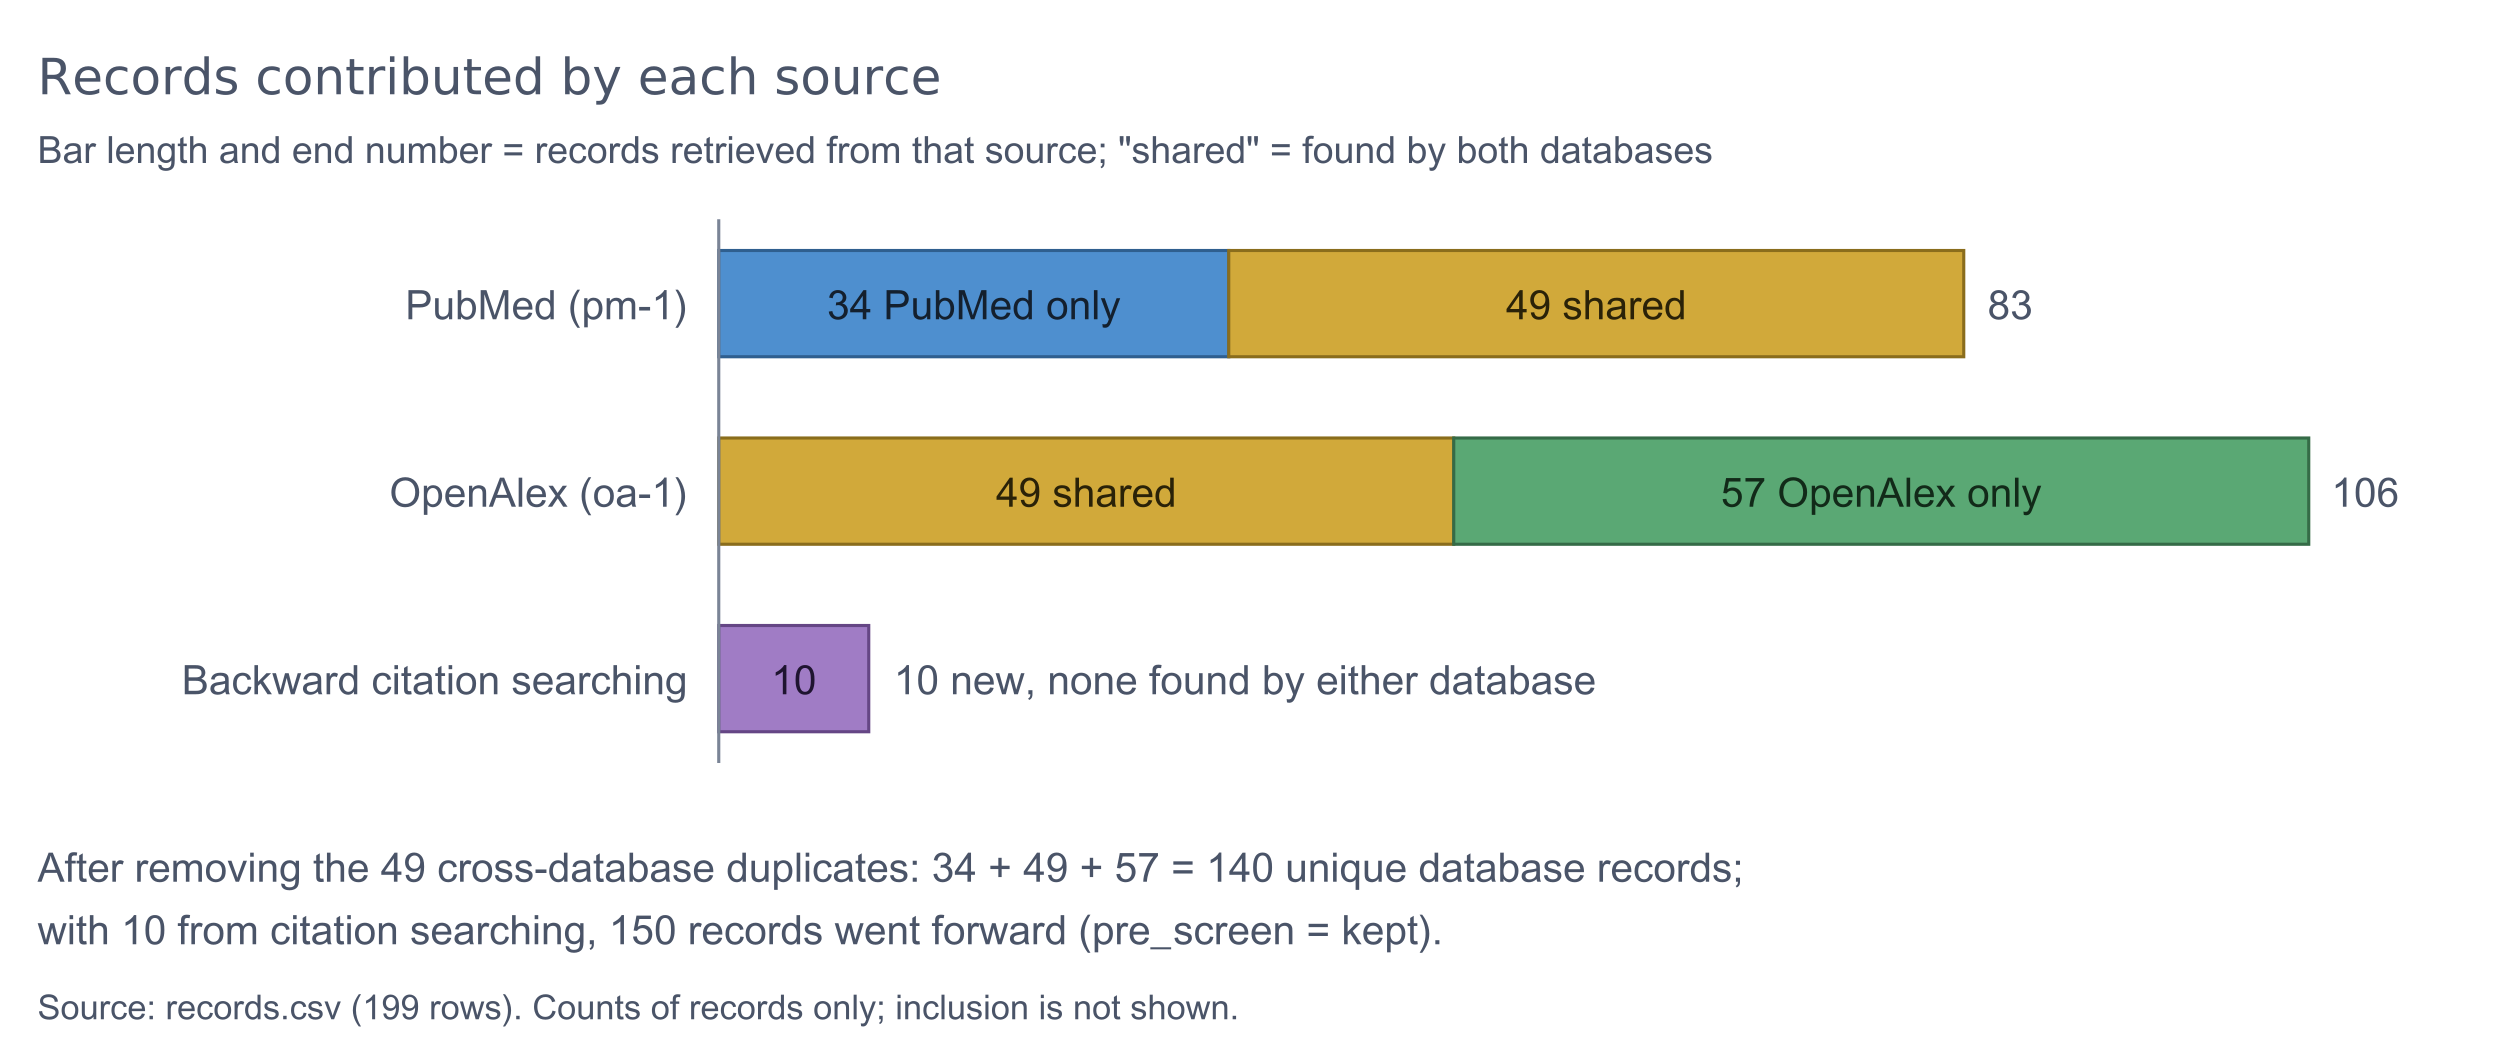 Records contributed by each source
Bar length and end number = records retrieved from that source; "shared" = found by both databases
PubMed (pm-1)
34 PubMed only
49 shared
83
OpenAlex (oa-1)
49 shared
57 OpenAlex only
106
Backward citation searching
10
10 new, none found by either database
After removing the 49 cross-database duplicates: 34 + 49 + 57 = 140 unique database records;
with 10 from citation searching, 150 records went forward (pre_screen = kept).
Source: records.csv (199 rows). Counts of records only; inclusion is not shown.